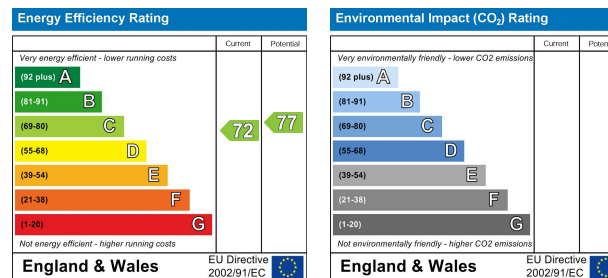 Energy Efficiency Rating
Current Potential
Very energy efficient - lower running costs
(92 plus) A
(81-91) B
(69-80) C
72 77
(55-68) D
(39-54) E
(21-38) F
(1-20) G
Not energy efficient - higher running costs
England & Wales
EU Directive
2002/91/EC
Environmental Impact (CO₂) Rating
Current Poten
Very environmentally friendly - lower CO2 emissions
(92 plus) A
(81-91) B
(69-80) C
(55-68) D
(39-54) E
(21-38) F
(1-20) G
Not environmentally friendly - higher CO2 emissions
England & Wales
EU Directive
2002/91/EC